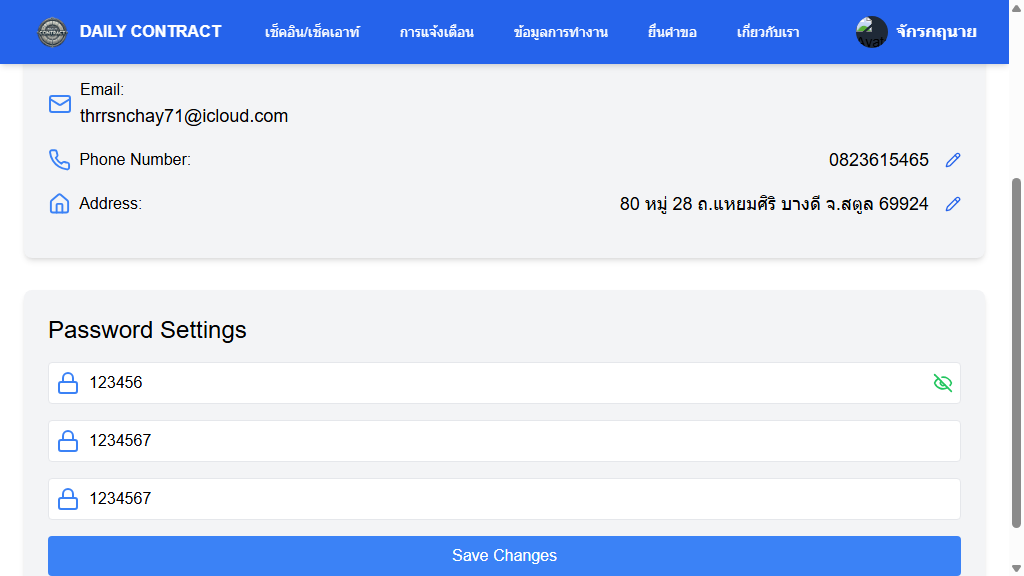 DAILY CONTRACT
เช็คอิน/เช็คเอาท์
การแจ้งเตือน
ข้อมูลการทำงาน
ยื่นคำขอ
เกี่ยวกับเรา
จักรกฤนาย
Email:
thrrsnchay71@icloud.com
Phone Number:
0823615465
Address:
80 หมู่ 28 ถ.แหยมศิริ บางดี จ.สตูล 69924
Password Settings
123456
1234567
1234567
Save Changes